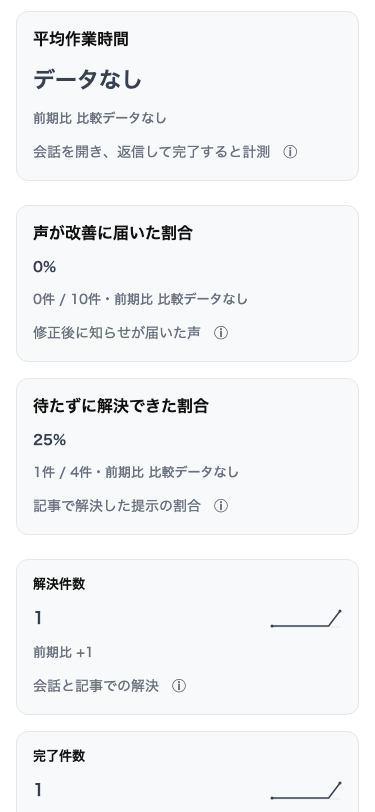 平均作業時間
データなし
前期比 比較データなし
会話を開き、返信して完了すると計測 ⓘ
声が改善に届いた割合
0%
0件 / 10件・前期比 比較データなし
修正後に知らせが届いた声 ⓘ
待たずに解決できた割合
25%
1件 / 4件・前期比 比較データなし
記事で解決した提示の割合 ⓘ
解決件数
1
前期比 +1
会話と記事での解決 ⓘ
完了件数
1